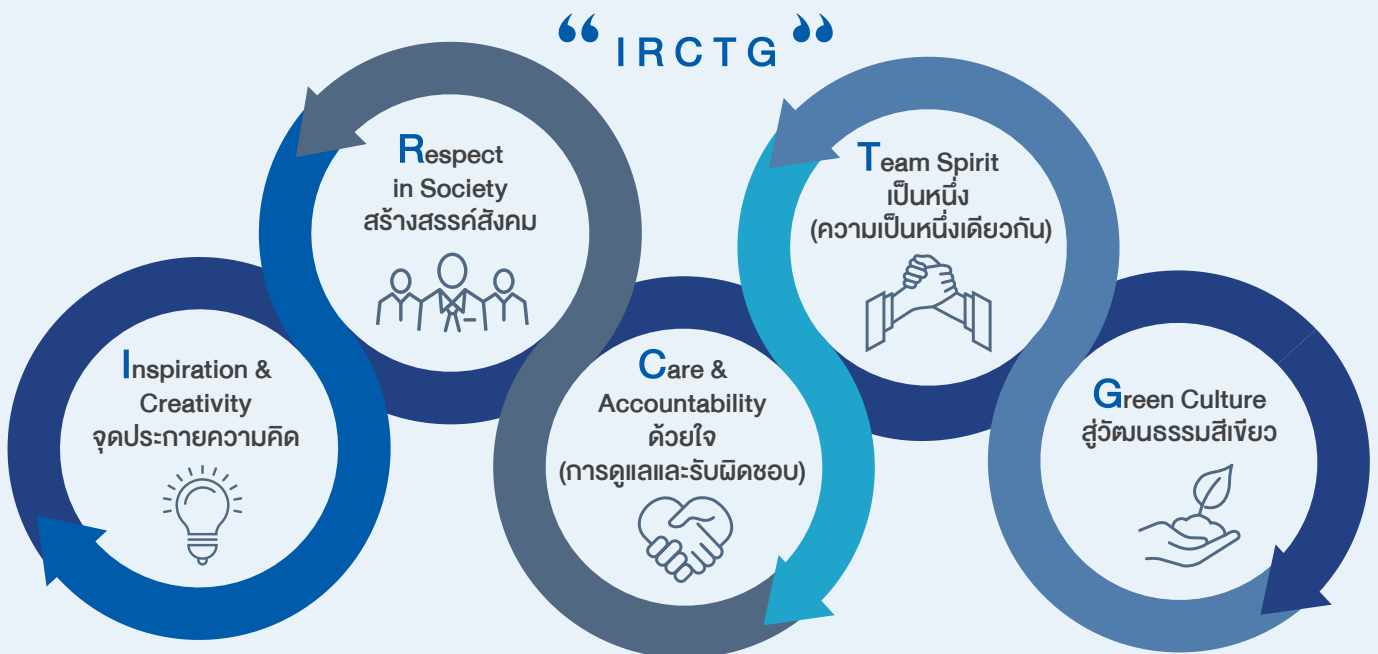 “ IRCTG ”
Inspiration &
Creativity
จุดประกายความคิด
Respect
in Society
สร้างสรรค์สังคม
Care &
Accountability
ด้วยใจ
(การดูแลและรับผิดชอบ)
Team Spirit
เป็นหนึ่ง
(ความเป็นหนึ่งเดียวกัน)
Green Culture
สู่วัฒนธรรมสีเขียว